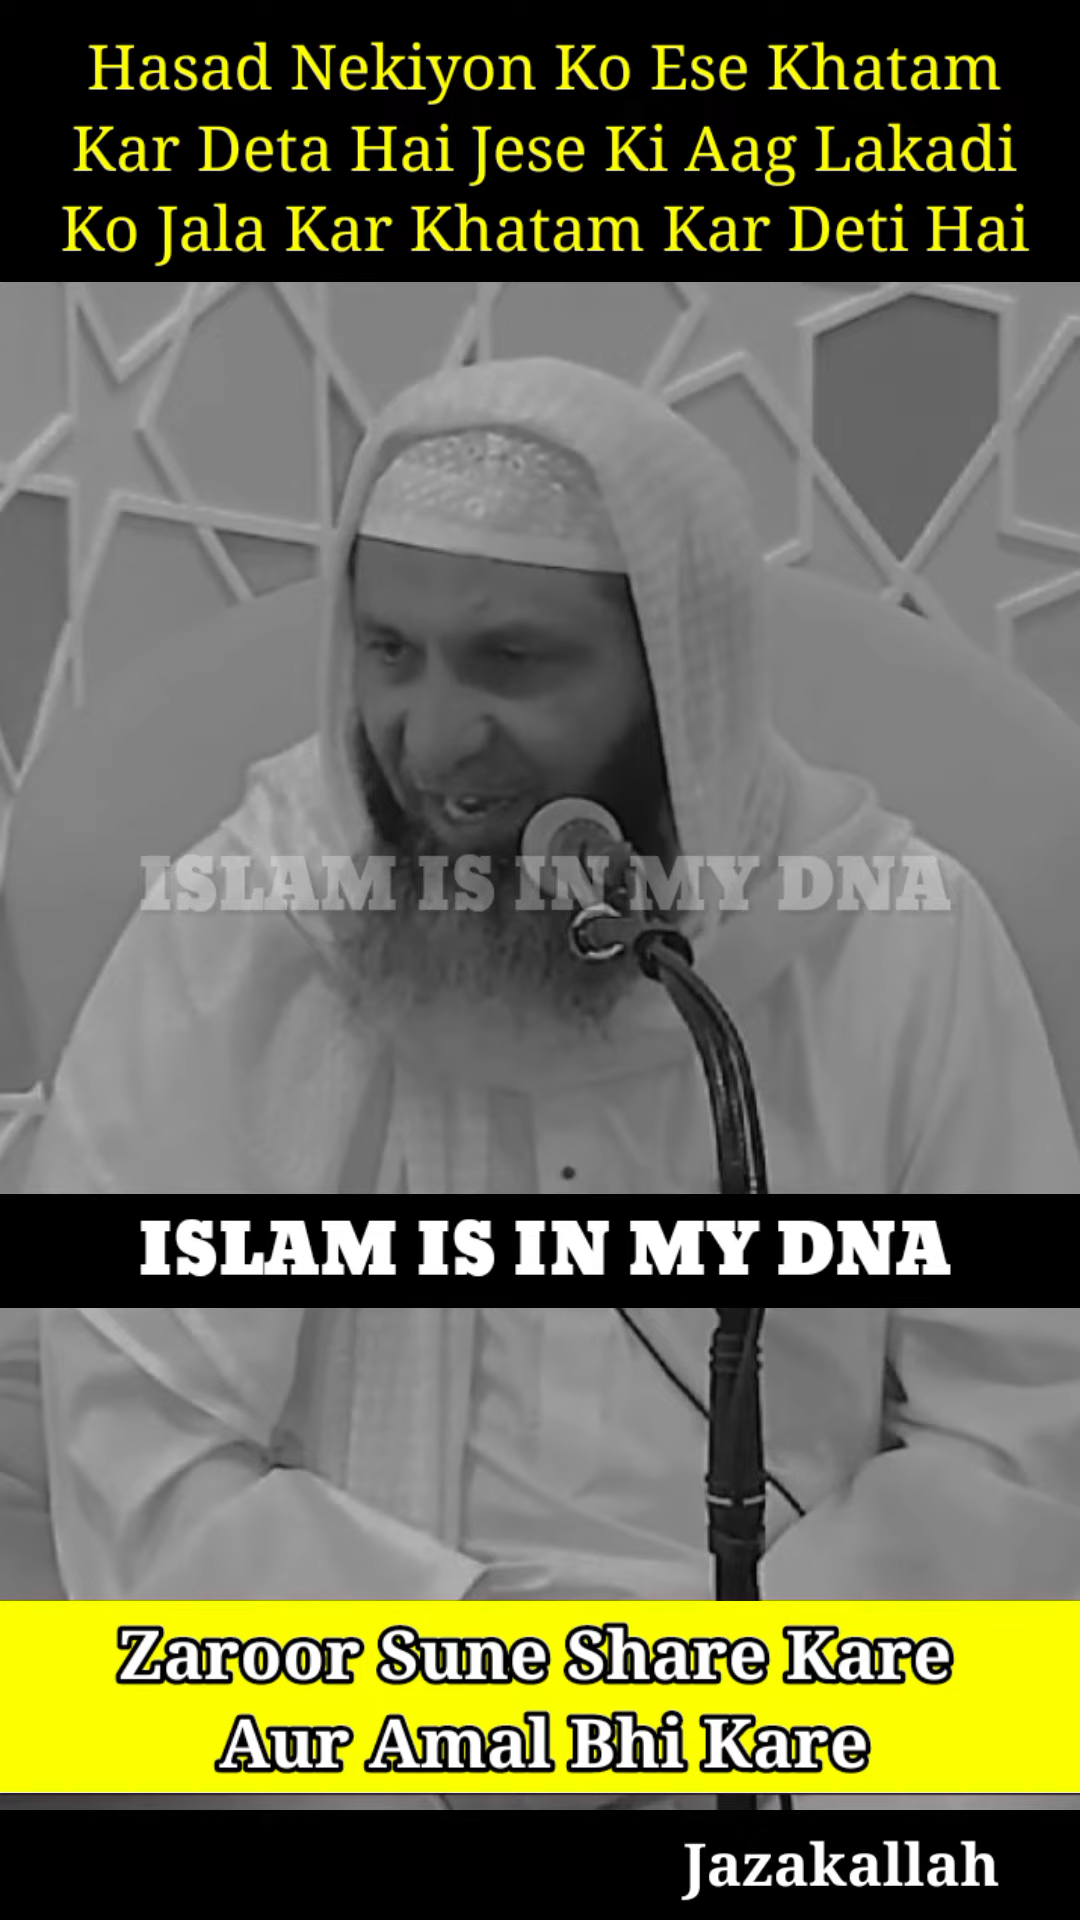 Hasad Nekiyon Ko Ese Khatam
Kar Deta Hai Jese Ki Aag Lakadi
Ko Jala Kar Khatam Kar Deti Hai
ISLAM IS IN MY DNA
ISLAM IS IN MY DNA
Zaroor Sune Share Kare
Aur Amal Bhi Kare
Jazakallah